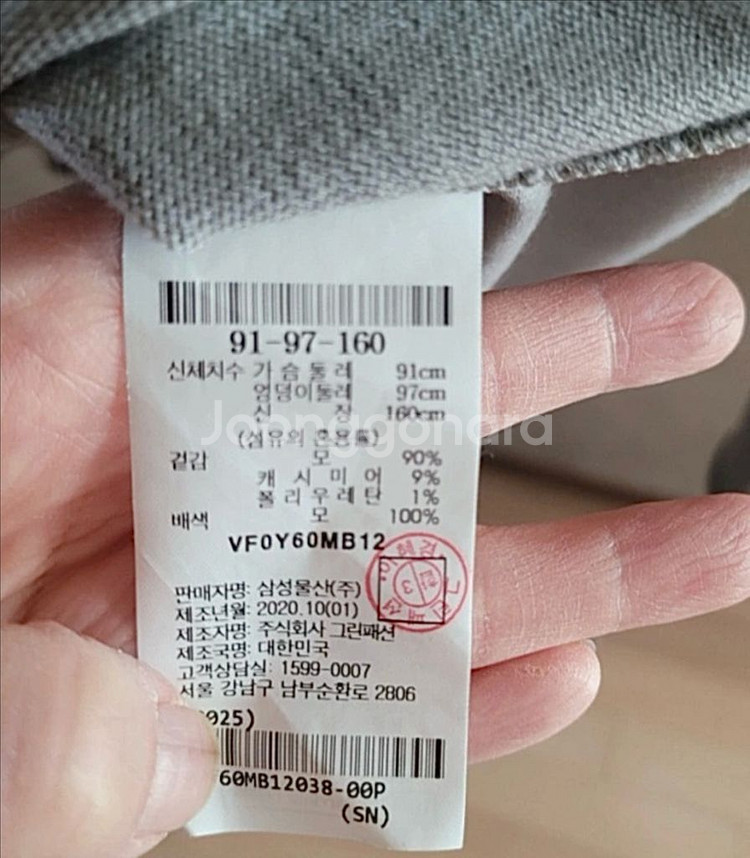 91-97-160
신체치수 가 슴 둘 레 91cm
엉덩이둘레 97cm
신 장 160cm
Joonggonara
(섬유의 혼용률)
겉감 모 90%
캐 시 미 어 9%
폴 리 우 레 탄 1%
배색 모 100%
VF0Y60MB12
판매자명: 삼성물산(주)
제조년월: 2020.10(01)
제조자명: 주식회사 그린패션
제조국명: 대한민국
고객상담실: 1599-0007
서울 강남구 남부순환로 2806
925)
60MB12038-00P
(SN)